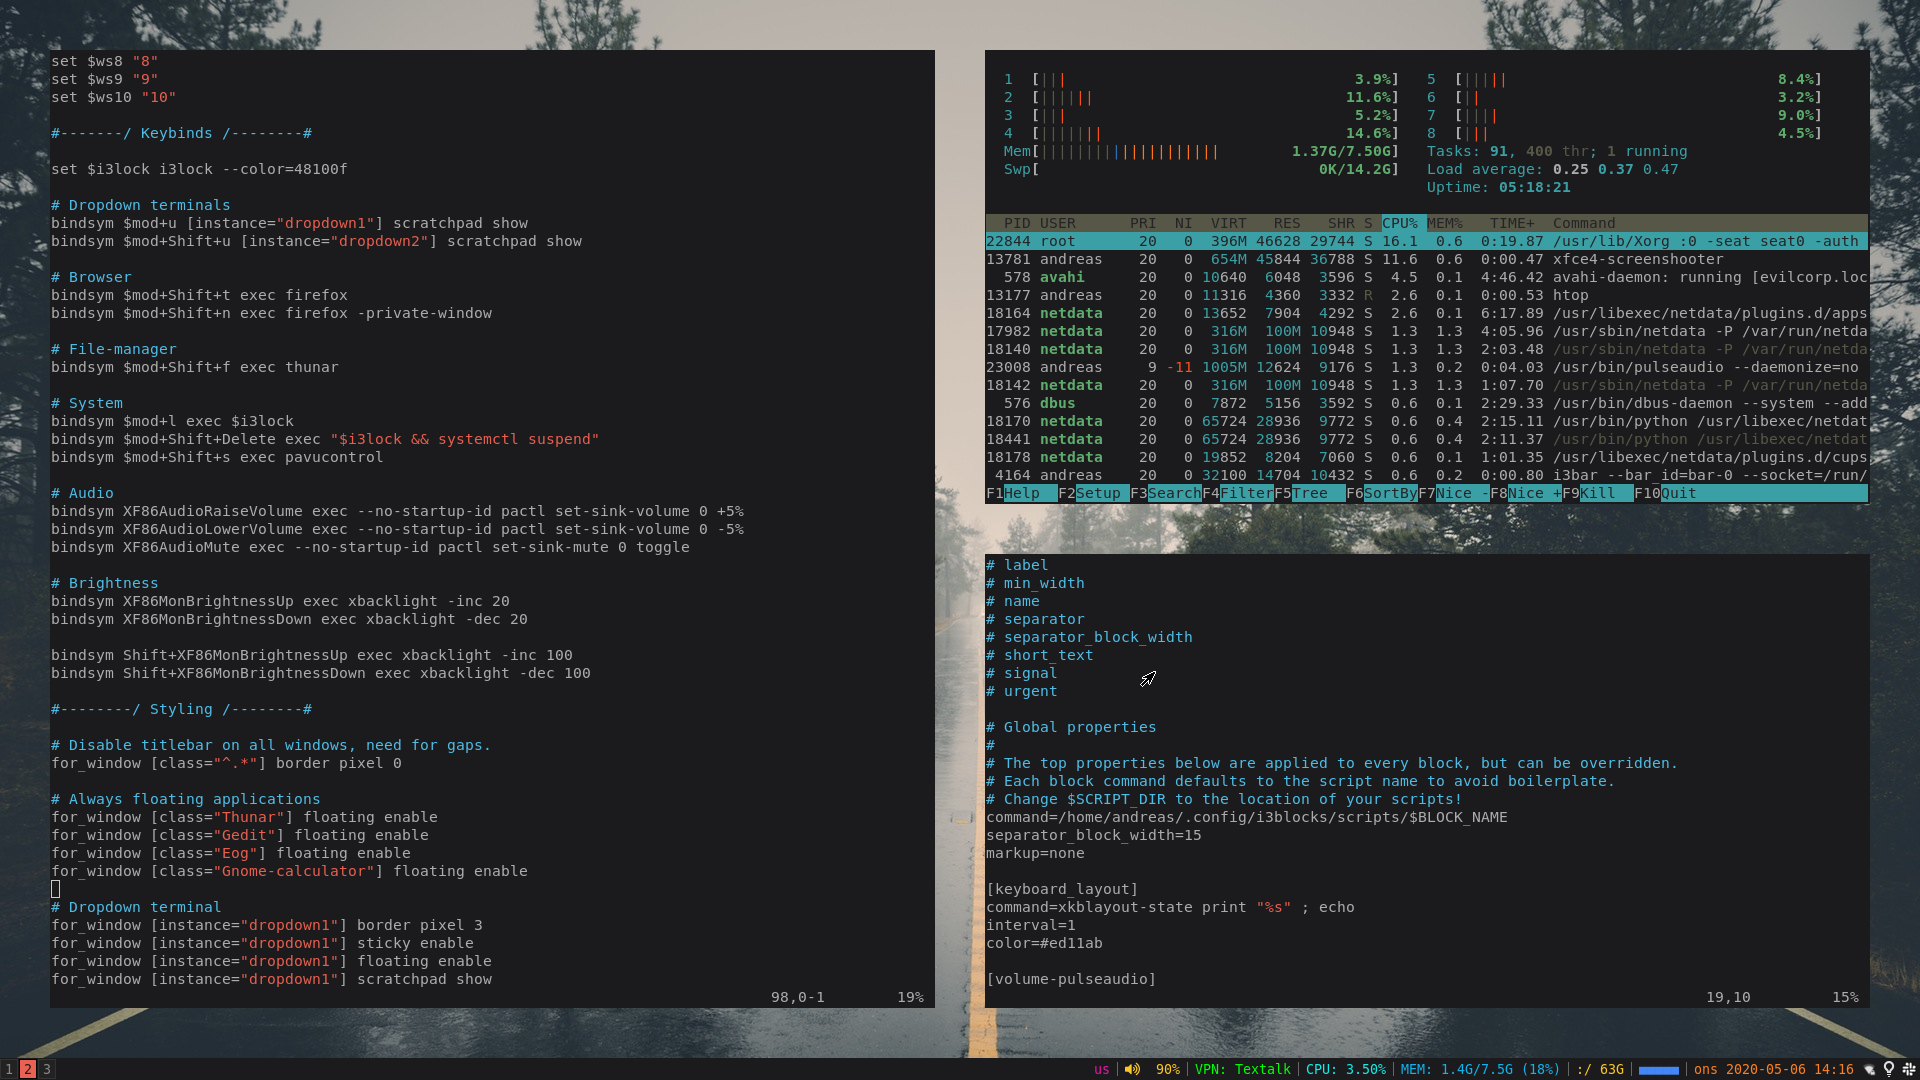 set $ws8 "8"
set $ws9 "9"
set $ws10 "10"
#-------/ Keybinds /--------#
set $i3lock i3lock --color=48100f
# Dropdown terminals
bindsym $mod+u [instance="dropdown1"] scratchpad show
bindsym $mod+Shift+u [instance="dropdown2"] scratchpad show
# Browser
bindsym $mod+Shift+t exec firefox
bindsym $mod+Shift+n exec firefox -private-window
# File-manager
bindsym $mod+Shift+f exec thunar
# System
bindsym $mod+l exec $i3lock
bindsym $mod+Shift+Delete exec "$i3lock && systemctl suspend"
bindsym $mod+Shift+s exec pavucontrol
# Audio
bindsym XF86AudioRaiseVolume exec --no-startup-id pactl set-sink-volume 0 +5%
bindsym XF86AudioLowerVolume exec --no-startup-id pactl set-sink-volume 0 -5%
bindsym XF86AudioMute exec --no-startup-id pactl set-sink-mute 0 toggle
# Brightness
bindsym XF86MonBrightnessUp exec xbacklight -inc 20
bindsym XF86MonBrightnessDown exec xbacklight -dec 20
bindsym Shift+XF86MonBrightnessUp exec xbacklight -inc 100
bindsym Shift+XF86MonBrightnessDown exec xbacklight -dec 100
#--------/ Styling /--------#
# Disable titlebar on all windows, need for gaps.
for_window [class="^.*"] border pixel 0
# Always floating applications
for_window [class="Thunar"] floating enable
for_window [class="Gedit"] floating enable
for_window [class="Eog"] floating enable
for_window [class="Gnome-calculator"] floating enable
# Dropdown terminal
for_window [instance="dropdown1"] border pixel 3
for_window [instance="dropdown1"] sticky enable
for_window [instance="dropdown1"] floating enable
for_window [instance="dropdown1"] scratchpad show
98,0-1 19%
1 [||| 3.9%] 5 [||||| 8.4%]
2 [|||||| 11.6%] 6 [|| 3.2%]
3 [||| 5.2%] 7 [|||| 9.0%]
4 [||||||| 14.6%] 8 [||| 4.5%]
Mem[|||||||||||||||||||| 1.37G/7.50G] Tasks: 91, 400 thr; 1 running
Swp[ 0K/14.2G] Load average: 0.25 0.37 0.47
Uptime: 05:18:21
PID USER PRI NI VIRT RES SHR S CPU% MEM% TIME+ Command
22844 root 20 0 396M 46628 29744 S 16.1 0.6 0:19.87 /usr/lib/Xorg :0 -seat seat0 -auth
13781 andreas 20 0 654M 45844 36788 S 11.6 0.6 0:00.47 xfce4-screenshooter
578 avahi 20 0 10640 6048 3596 S 4.5 0.1 4:46.42 avahi-daemon: running [evilcorp.loc
13177 andreas 20 0 11316 4360 3332 R 2.6 0.1 0:00.53 htop
18164 netdata 20 0 13652 7904 4292 S 2.6 0.1 6:17.89 /usr/libexec/netdata/plugins.d/apps
17982 netdata 20 0 316M 100M 10948 S 1.3 1.3 4:05.96 /usr/sbin/netdata -P /var/run/netda
18140 netdata 20 0 316M 100M 10948 S 1.3 1.3 2:03.48 /usr/sbin/netdata -P /var/run/netda
23008 andreas 9 -11 1005M 12624 9176 S 1.3 0.2 0:04.03 /usr/bin/pulseaudio --daemonize=no
18142 netdata 20 0 316M 100M 10948 S 1.3 1.3 1:07.70 /usr/sbin/netdata -P /var/run/netda
576 dbus 20 0 7872 5156 3592 S 0.6 0.1 2:29.33 /usr/bin/dbus-daemon --system --add
18170 netdata 20 0 65724 28936 9772 S 0.6 0.4 2:15.11 /usr/bin/python /usr/libexec/netdat
18441 netdata 20 0 65724 28936 9772 S 0.6 0.4 2:11.37 /usr/bin/python /usr/libexec/netdat
18178 netdata 20 0 19852 8204 7060 S 0.6 0.1 1:01.35 /usr/libexec/netdata/plugins.d/cups
4164 andreas 20 0 32100 14704 10432 S 0.6 0.2 0:00.80 i3bar --bar_id=bar-0 --socket=/run/
F1Help F2Setup F3SearchF4FilterF5Tree F6SortByF7Nice -F8Nice +F9Kill F10Quit
# label
# min_width
# name
# separator
# separator_block_width
# short_text
# signal
# urgent
# Global properties
#
# The top properties below are applied to every block, but can be overridden.
# Each block command defaults to the script name to avoid boilerplate.
# Change $SCRIPT_DIR to the location of your scripts!
command=/home/andreas/.config/i3blocks/scripts/$BLOCK_NAME
separator_block_width=15
markup=none
[keyboard_layout]
command=xkblayout-state print "%s" ; echo
interval=1
color=#ed11ab
[volume-pulseaudio]
19,10 15%
1 2 3 us 90% VPN: Textalk CPU: 3.50% MEM: 1.4G/7.5G (18%) :/ 63G ons 2020-05-06 14:16